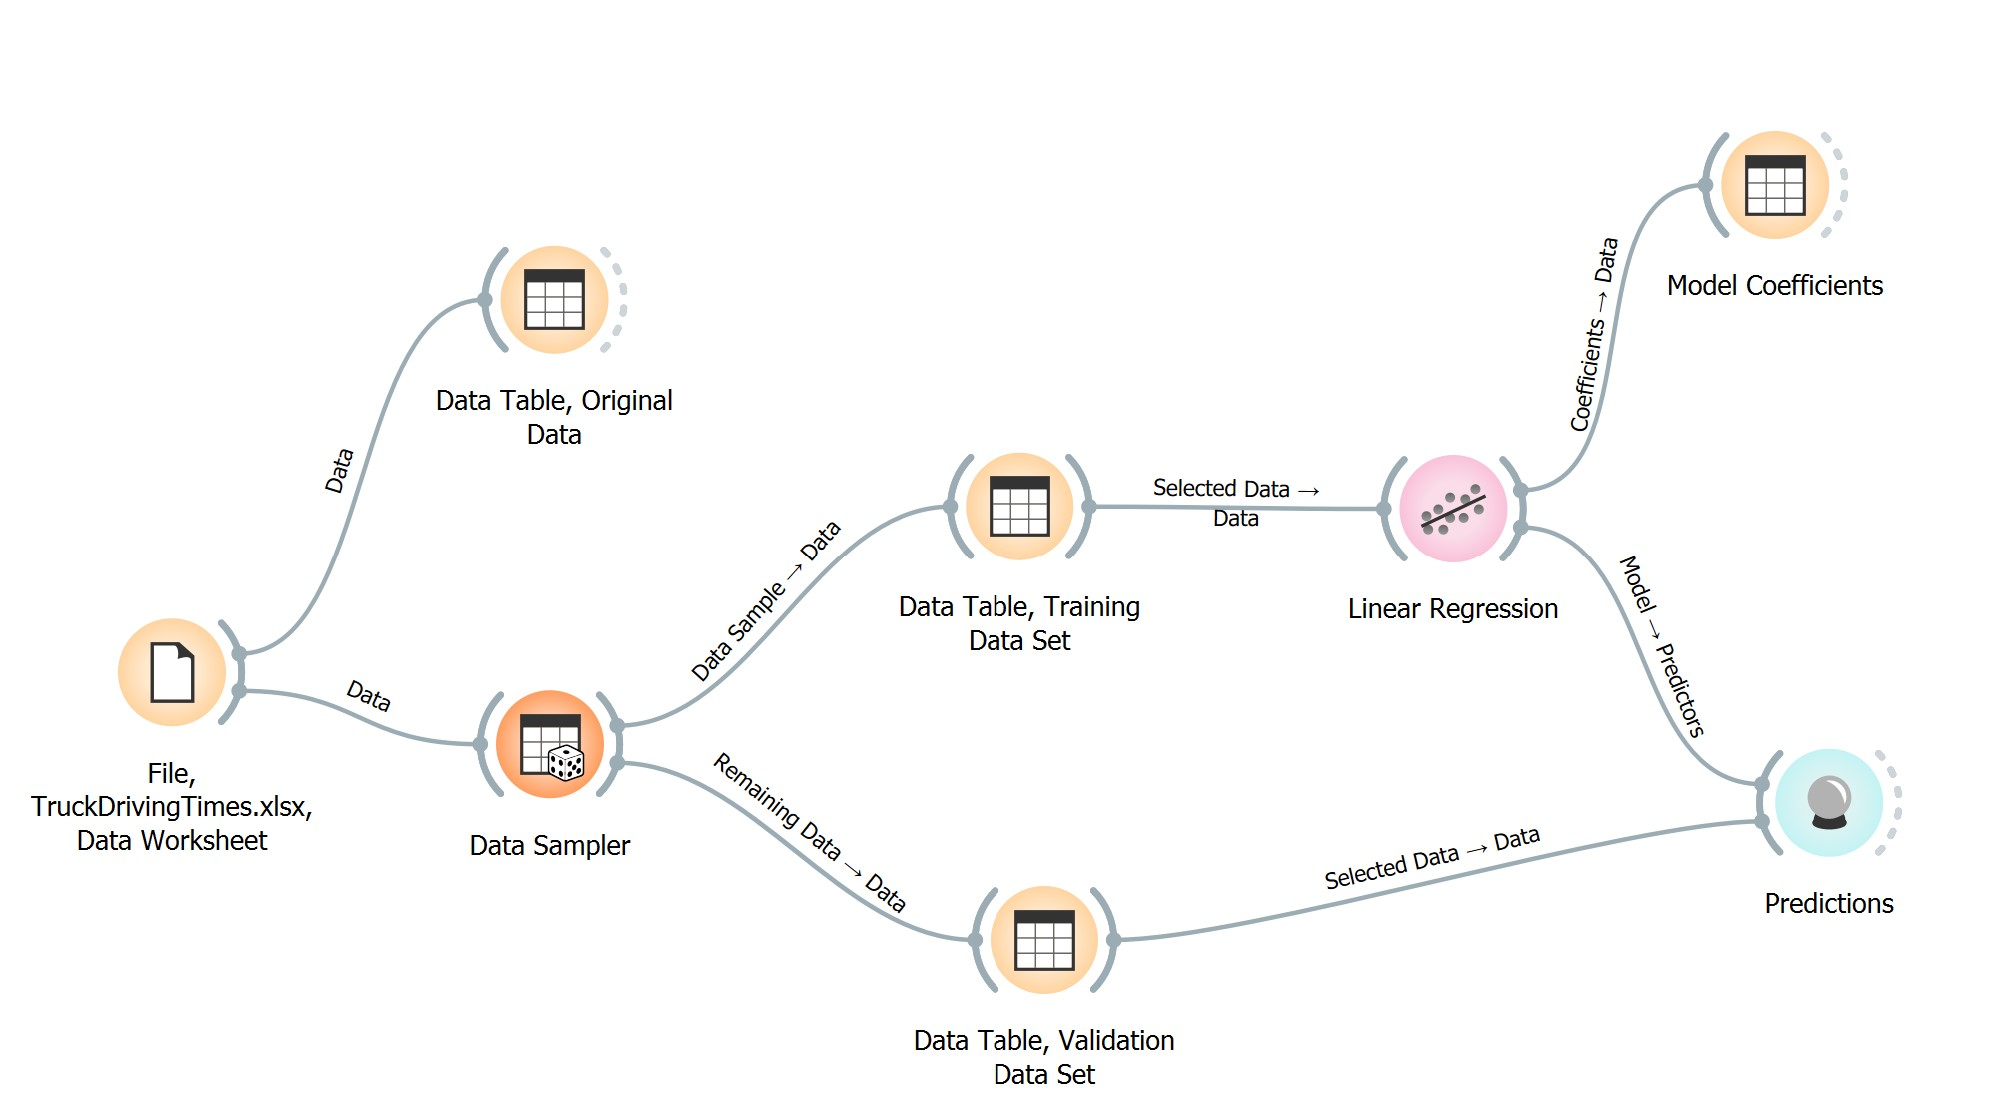 Model Coefficients
Coefficients → Data
Data Table, Original
Data
Data
Selected Data →
Data
Data Sample → Data
Data Table, Training
Data Set
Linear Regression
Model → Predictors
Data
File,
TruckDrivingTimes.xlsx,
Data Worksheet
Data Sampler
Remaining Data → Data
Selected Data → Data
Predictions
Data Table, Validation
Data Set